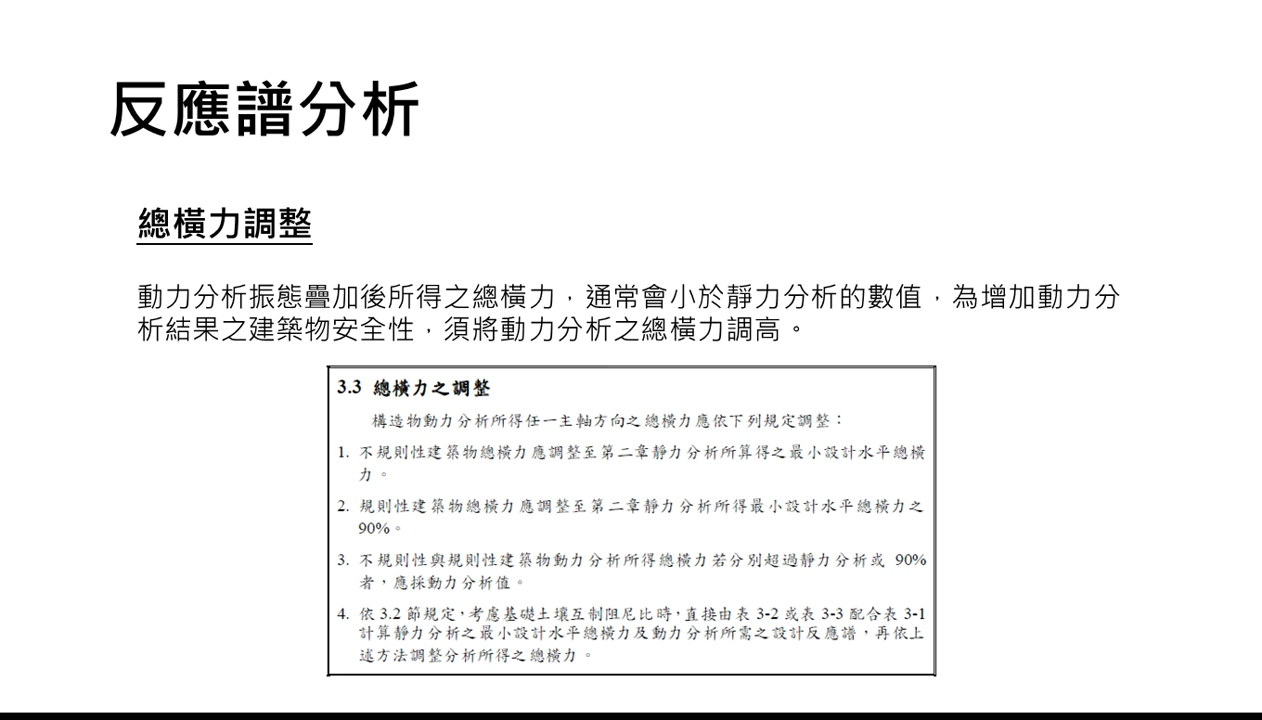 反應譜分析
總橫力調整
動力分析振態疊加後所得之總橫力，通常會小於靜力分析的數值，為增加動力分
析結果之建築物安全性，須將動力分析之總橫力調高。
3.3 總橫力之調整
構造物動力分析所得任一主軸方向之總橫力應依下列規定調整：
1. 不規則性建築物總橫力應調整至第二章靜力分析所算得之最小設計水平總橫
力。
2. 規則性建築物總橫力應調整至第二章靜力分析所得最小設計水平總橫力之
90%。
3. 不規則性與規則性建築物動力分析所得總橫力若分別超過靜力分析或 90%
者，應採動力分析值。
4. 依 3.2 節規定，考慮基礎土壤互制阻尼比時，直接由表 3-2 或表 3-3 配合表 3-1
計算靜力分析之最小設計水平總橫力及動力分析所需之設計反應譜，再依上
述方法調整分析所得之總橫力。